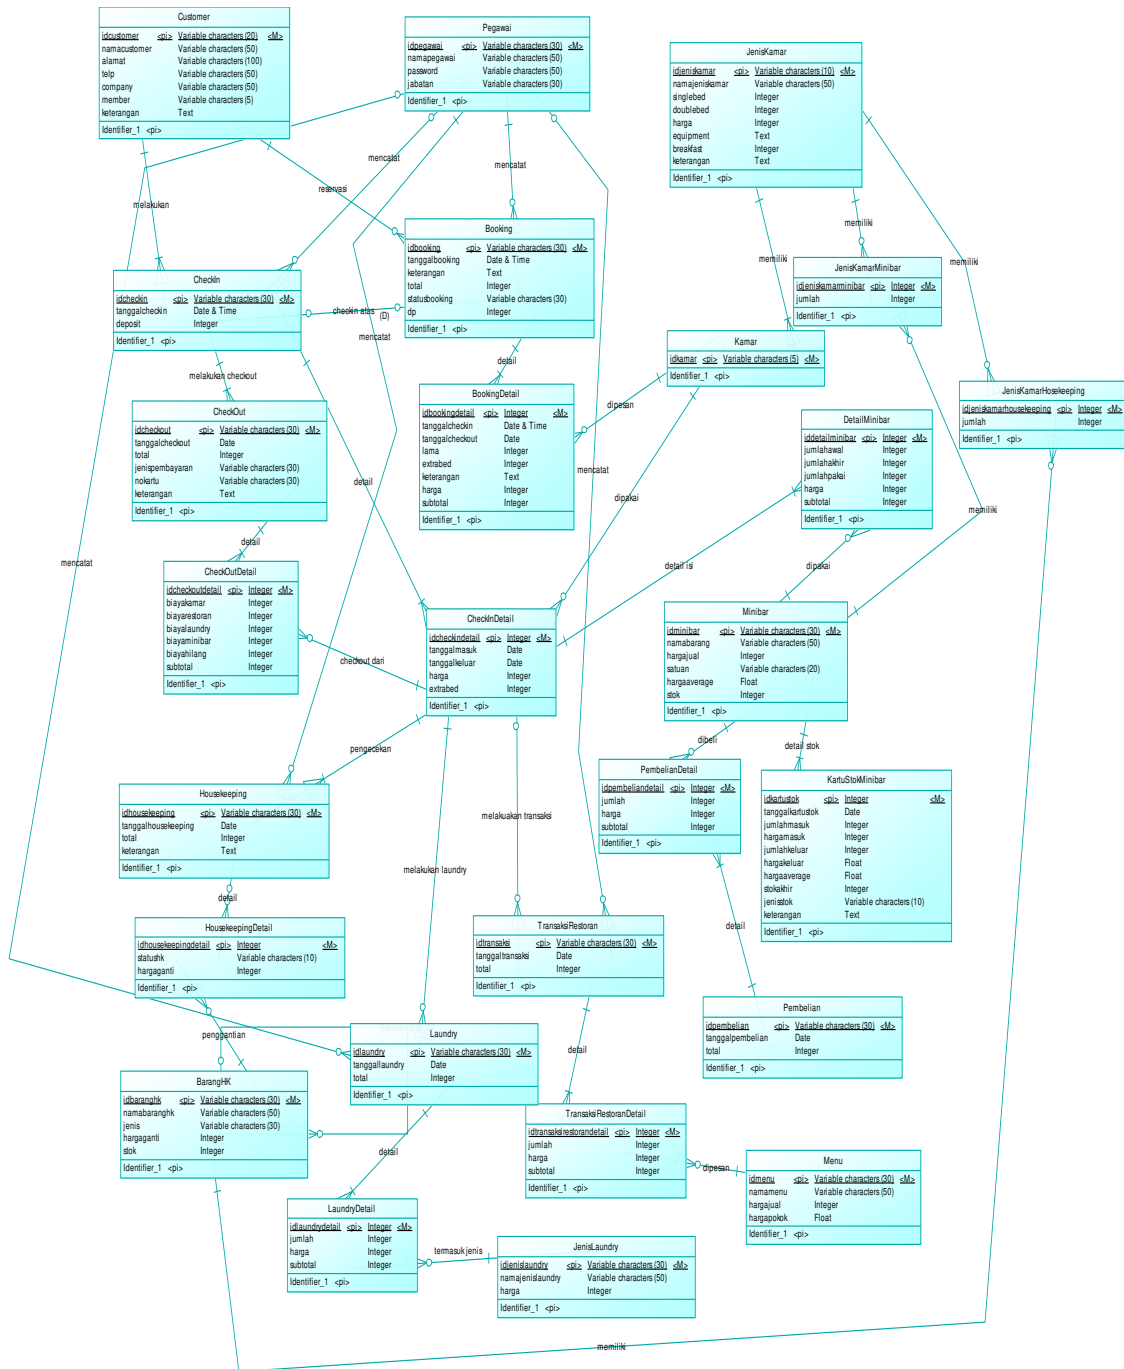 Customer
idcustomer <pi> Variable characters (20) <M>
namacustomer Variable characters (50)
alamat Variable characters (100)
telp Variable characters (50)
company Variable characters (50)
member Variable characters (5)
keterangan Text
Identifier_1 <pi>
Pegawai
idpegawai <pi> Variable characters (30) <M>
namapegawai Variable characters (50)
password Variable characters (50)
jabatan Variable characters (30)
Identifier_1 <pi>
JenisKamar
idjeniskamar <pi> Variable characters (10) <M>
namajeniskamar Variable characters (50)
singlebed Integer
doublebed Integer
harga Integer
equipment Text
breakfast Integer
keterangan Text
Identifier_1 <pi>
mencatat
mencatat
reservasi
melakukan
memiliki
memiliki
memiliki
Booking
idbooking <pi> Variable characters (30) <M>
tanggalbooking Date & Time
keterangan Text
total Integer
statusbooking Variable characters (30)
dp Integer
Identifier_1 <pi>
CheckIn
idcheckin <pi> Variable characters (30) <M>
tanggalcheckin Date & Time
deposit Integer
Identifier_1 <pi>
checkin atas
(D)
mencatat
JenisKamarMinibar
idjeniskamarminibar <pi> Integer <M>
jumlah Integer
Identifier_1 <pi>
Kamar
idkamar <pi> Variable characters (5) <M>
Identifier_1 <pi>
detail
melakukan checkout
dipesan
JenisKamarHosekeeping
idjeniskamarhousekeeping <pi> Integer <M>
jumlah Integer
Identifier_1 <pi>
BookingDetail
idbookingdetail <pi> Integer <M>
tanggalcheckin Date & Time
tanggalcheckout Date
lama Integer
extrabed Integer
keterangan Text
harga Integer
subtotal Integer
Identifier_1 <pi>
CheckOut
idcheckout <pi> Variable characters (30) <M>
tanggalcheckout Date
total Integer
jenispembayaran Variable characters (30)
nokartu Variable characters (30)
keterangan Text
Identifier_1 <pi>
DetailMinibar
iddetailminibar <pi> Integer <M>
jumlahawal Integer
jumlahakhir Integer
jumlahpakai Integer
harga Integer
subtotal Integer
Identifier_1 <pi>
mencatat
detail
dipakai
memiliki
detail
mencatat
detail isi
dipakai
CheckOutDetail
idcheckoutdetail <pi> Integer <M>
biayakamar Integer
biayarestoran Integer
biayalaundry Integer
biayaminibar Integer
biayahilang Integer
subtotal Integer
Identifier_1 <pi>
CheckInDetail
idcheckindetail <pi> Integer <M>
tanggalmasuk Date
tanggalkeluar Date
harga Integer
extrabed Integer
Identifier_1 <pi>
Minibar
idminibar <pi> Variable characters (30) <M>
namabarang Variable characters (50)
hargajual Integer
satuan Variable characters (20)
hargaaverage Float
stok Integer
Identifier_1 <pi>
checkout dari
pengecekan
dibeli
detail stok
PembelianDetail
idpembeliandetail <pi> Integer <M>
jumlah Integer
harga Integer
subtotal Integer
Identifier_1 <pi>
KartuStokMinibar
idkartustok <pi> Integer <M>
tanggalkartustok Date
jumlahmasuk Integer
hargamasuk Integer
jumlahkeluar Integer
hargakeluar Float
hargaaverage Float
stokakhir Integer
jenisstok Variable characters (10)
keterangan Text
Identifier_1 <pi>
Housekeeping
idhousekeeping <pi> Variable characters (30) <M>
tanggalhousekeeping Date
total Integer
keterangan Text
Identifier_1 <pi>
melakuakan transaksi
melakukan laundry
detail
detail
HousekeepingDetail
idhousekeepingdetail <pi> Integer <M>
statushk Variable characters (10)
hargaganti Integer
Identifier_1 <pi>
TransaksiRestoran
idtransaksi <pi> Variable characters (30) <M>
tanggaltransaksi Date
total Integer
Identifier_1 <pi>
Pembelian
idpembelian <pi> Variable characters (30) <M>
tanggalpembelian Date
total Integer
Identifier_1 <pi>
penggantian
detail
Laundry
idlaundry <pi> Variable characters (30) <M>
tanggallaundry Date
total Integer
Identifier_1 <pi>
BarangHK
idbaranghk <pi> Variable characters (30) <M>
namabaranghk Variable characters (50)
jenis Variable characters (30)
hargaganti Integer
stok Integer
Identifier_1 <pi>
TransaksiRestoranDetail
idtransaksirestorandetail <pi> Integer <M>
jumlah Integer
harga Integer
subtotal Integer
Identifier_1 <pi>
detail
dipesan
Menu
idmenu <pi> Variable characters (30) <M>
namamenu Variable characters (50)
hargajual Integer
hargapokok Float
Identifier_1 <pi>
LaundryDetail
idlaundrydetail <pi> Integer <M>
jumlah Integer
harga Integer
subtotal Integer
Identifier_1 <pi>
termasuk jenis
JenisLaundry
idjenislaundry <pi> Variable characters (30) <M>
namajenislaundry Variable characters (50)
harga Integer
Identifier_1 <pi>
memiliki